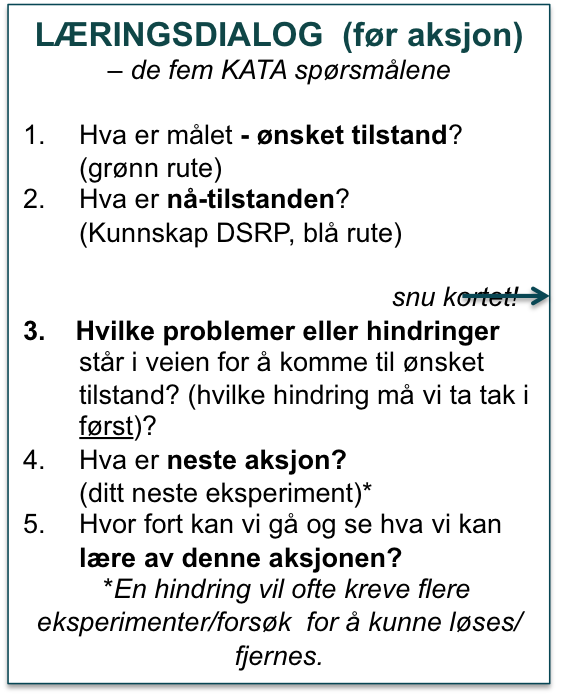 LÆRINGSDIALOG (før aksjon)
– de fem KATA spørsmålene
1. Hva er målet - ønsket tilstand?
(grønn rute)
2. Hva er nå-tilstanden?
(Kunnskap DSRP, blå rute)
snu kortet!
3. Hvilke problemer eller hindringer
står i veien for å komme til ønsket
tilstand? (hvilke hindring må vi ta tak i
først)?
4. Hva er neste aksjon?
(ditt neste eksperiment)*
5. Hvor fort kan vi gå og se hva vi kan
lære av denne aksjonen?
*En hindring vil ofte kreve flere
eksperimenter/forsøk for å kunne løses/
fjernes.